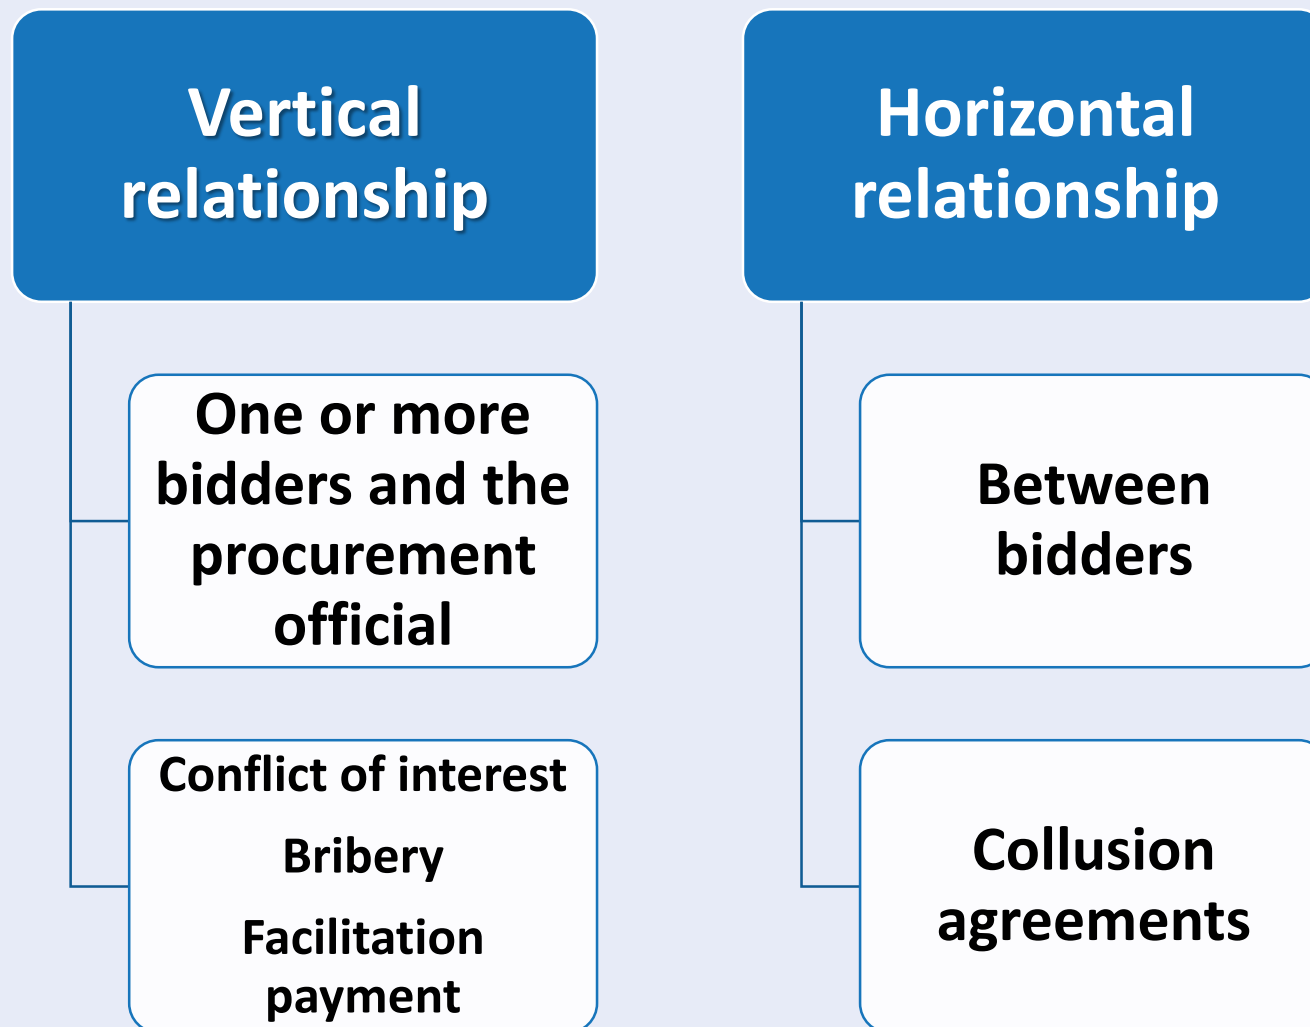 Vertical
relationship
One or more
bidders and the
procurement
official
Conflict of interest
Bribery
Facilitation
payment
Horizontal
relationship
Between
bidders
Collusion
agreements